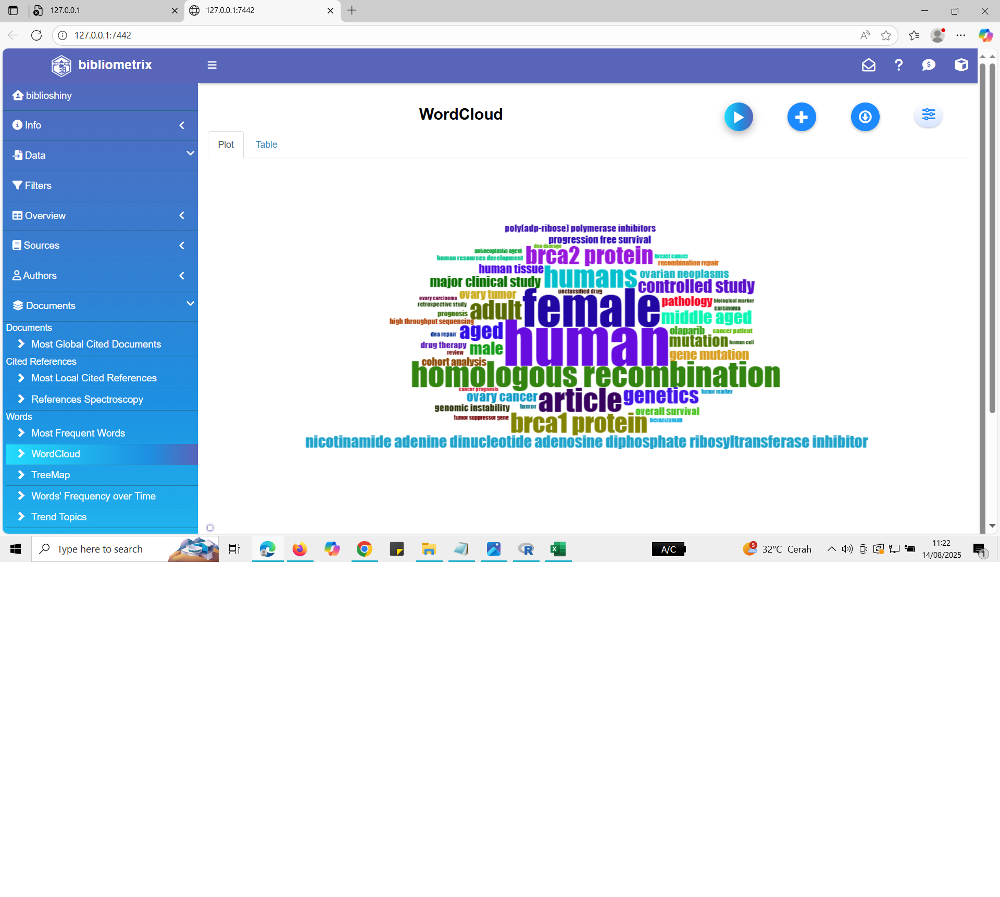 127.0.0.1
127.0.0.1:7442
127.0.0.1:7442
bibliometrix
biblioshiny
Info
Data
Filters
Overview
Sources
Authors
Documents
Documents
Most Global Cited Documents
Cited References
Most Local Cited References
References Spectroscopy
Words
Most Frequent Words
WordCloud
TreeMap
Words' Frequency over Time
Trend Topics
WordCloud
Plot Table
poly(adp-ribose) polymerase inhibitors
progression free survival
dna damage
antineoplastic agent
human resources development
brca2 protein
breast cancer
recombination repair
human tissue
humans
ovarian neoplasms
major clinical study
controlled study
unclassified drug
ovary carcinoma
ovary tumor
female
pathology
biological marker
retrospective study
adult
carcinoma
prognosis
middle aged
high throughput sequencing
aged
human
olaparib
cancer patient
dna repair
mutation
human cell
drug therapy
male
review
gene mutation
cohort analysis
homologous recombination
cancer prognosis
ovary cancer
article
genetics
tumor marker
genomic instability
tumor
overall survival
tumor suppressor gene
brca1 protein
bevacizumab
nicotinamide adenine dinucleotide adenosine diphosphate ribosyltransferase inhibitor
Type here to search
A/C
5
32°C Cerah
11:22
14/08/2025
1